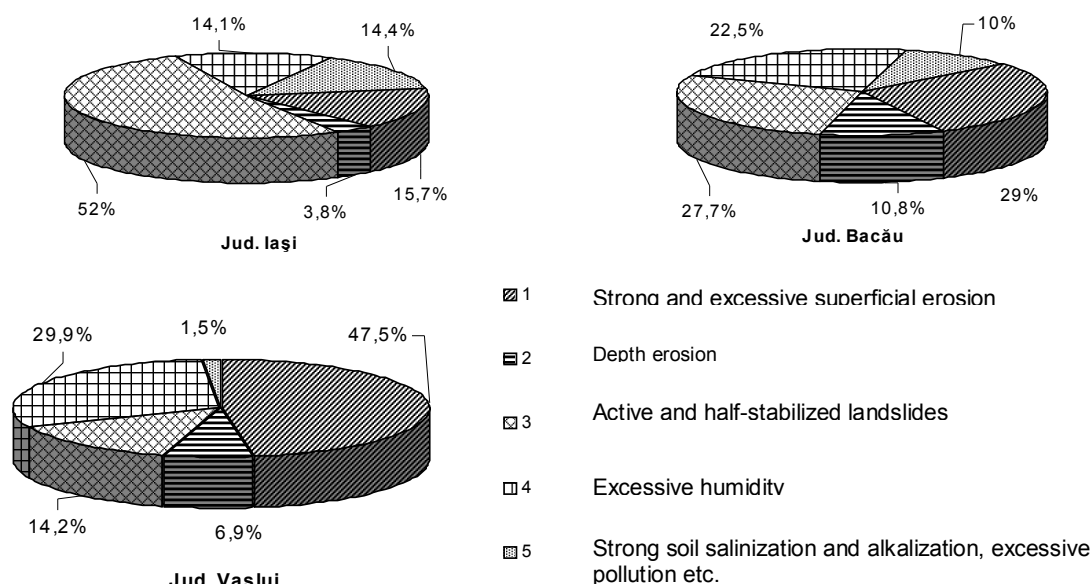 14,1%
14,4%
52%
3,8%
15,7%
Jud. Iaşi
22,5%
10%
27,7%
10,8%
29%
Jud. Bacău
29,9%
1,5%
47,5%
14,2%
6,9%
Jud. Vaslui
1 Strong and excessive superficial erosion
2 Depth erosion
3 Active and half-stabilized landslides
4 Excessive humidity
5 Strong soil salinization and alkalization, excessive
pollution etc.